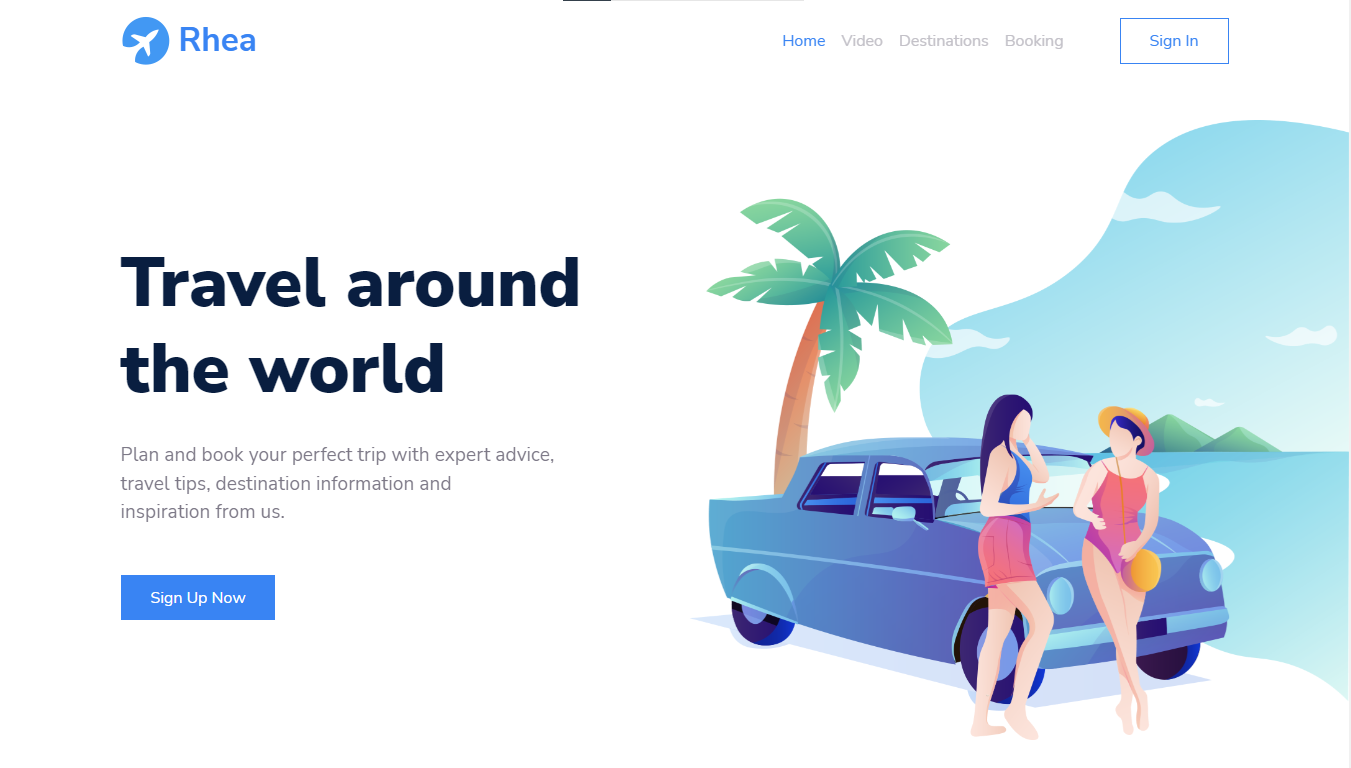 Rhea
Home Video Destinations Booking Sign In
Travel around
the world
Plan and book your perfect trip with expert advice,
travel tips, destination information and
inspiration from us.
Sign Up Now